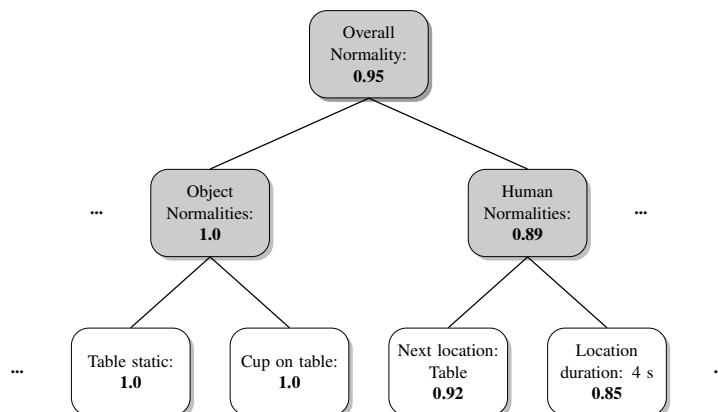 Overall
Normality:
0.95
... Object
Normalities:
1.0
Human
Normalities:
0.89
...
... Table static:
1.0
Cup on table:
1.0
Next location:
Table
0.92
Location
duration: 4 s
0.85
.